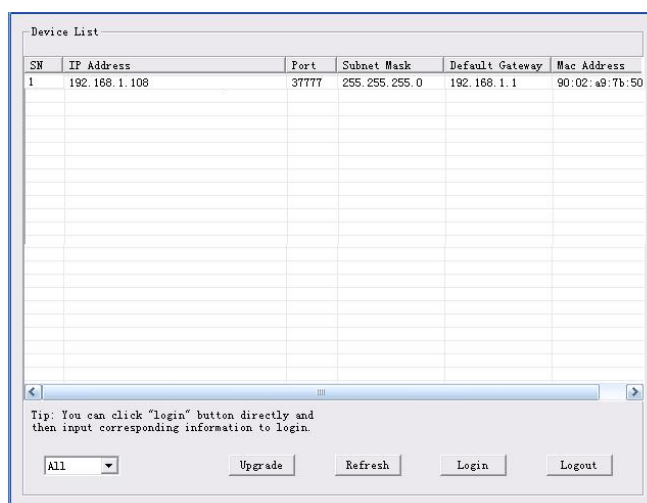 Device List
SN IP Address Port Subnet Mask Default Gateway Mac Address
1 192.168.1.108 37777 255.255.255.0 192.168.1.1 90:02:a9:7b:50
Tip: You can click "login" button directly and
then input corresponding information to login.
All Upgrade Refresh Login Logout